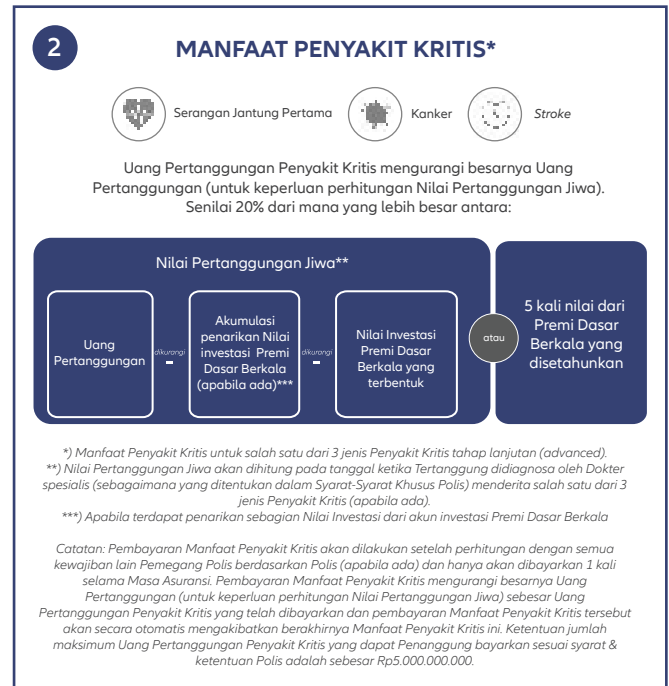 2
MANFAAT PENYAKIT KRITIS*
Serangan Jantung Pertama
Kanker
Stroke
Uang Pertanggungan Penyakit Kritis mengurangi besarnya Uang
Pertanggungan (untuk keperluan perhitungan Nilai Pertanggungan Jiwa).
Senilai 20% dari mana yang lebih besar antara:
Nilai Pertanggungan Jiwa**
Uang
Pertanggungan
dikurangi
-
Akumulasi
penarikan Nilai
investasi Premi
Dasar Berkala
(apabila ada)***
dikurangi
-
Nilai Investasi
Premi Dasar
Berkala yang
terbentuk
atau
5 kali nilai dari
Premi Dasar
Berkala yang
disetahunkan
*) Manfaat Penyakit Kritis untuk salah satu dari 3 jenis Penyakit Kritis tahap lanjutan (advanced).
**) Nilai Pertanggungan Jiwa akan dihitung pada tanggal ketika Tertanggung didiagnosa oleh Dokter
spesialis (sebagaimana yang ditentukan dalam Syarat-Syarat Khusus Polis) menderita salah satu dari 3
jenis Penyakit Kritis (apabila ada).
***) Apabila terdapat penarikan sebagian Nilai Investasi dari akun investasi Premi Dasar Berkala
Catatan: Pembayaran Manfaat Penyakit Kritis akan dilakukan setelah perhitungan dengan semua
kewajiban lain Pemegang Polis berdasarkan Polis (apabila ada) dan hanya akan dibayarkan 1 kali
selama Masa Asuransi. Pembayaran Manfaat Penyakit Kritis mengurangi besarnya Uang
Pertanggungan (untuk keperluan perhitungan Nilai Pertanggungan Jiwa) sebesar Uang
Pertanggungan Penyakit Kritis yang telah dibayarkan dan pembayaran Manfaat Penyakit Kritis tersebut
akan secara otomatis mengakibatkan berakhirnya Manfaat Penyakit Kritis ini. Ketentuan jumlah
maksimum Uang Pertanggungan Penyakit Kritis yang dapat Penanggung bayarkan sesuai syarat &
ketentuan Polis adalah sebesar Rp5.000.000.000.